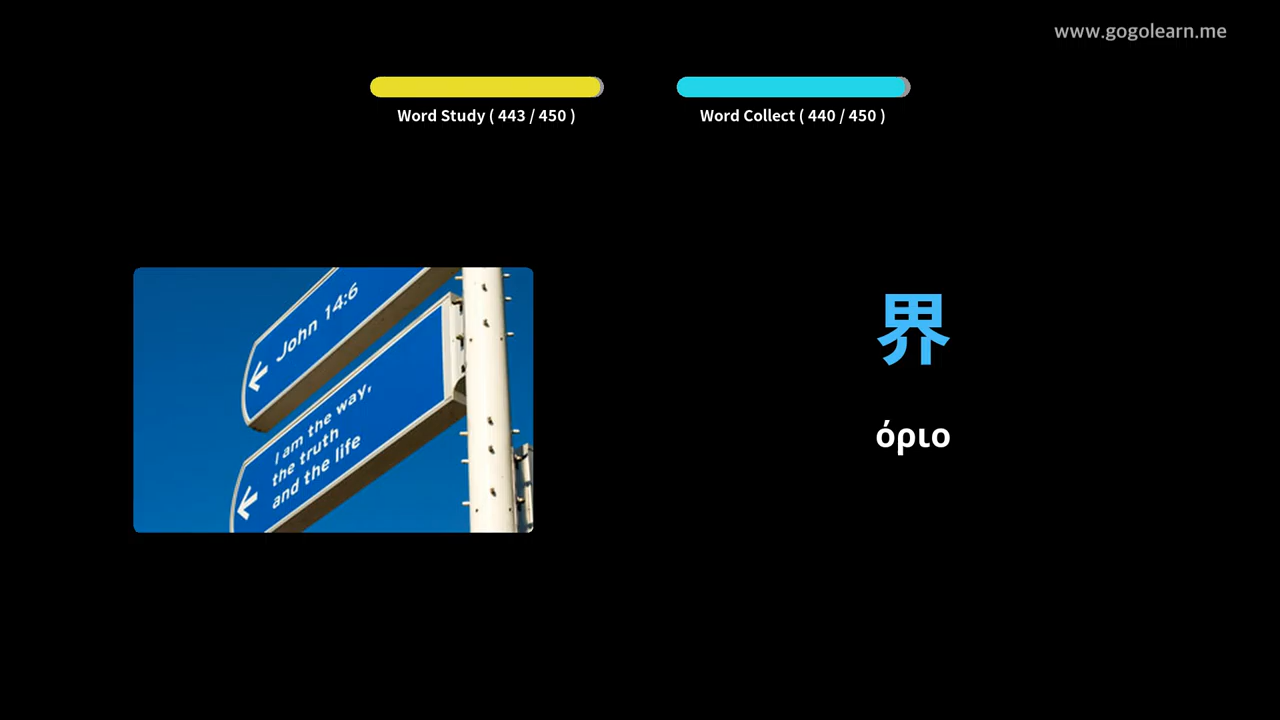 www.gogolearn.me
Word Study ( 443 / 450 )
Word Collect ( 440 / 450 )
John 14:6
I am the way,
the truth
and the life
界
όριο